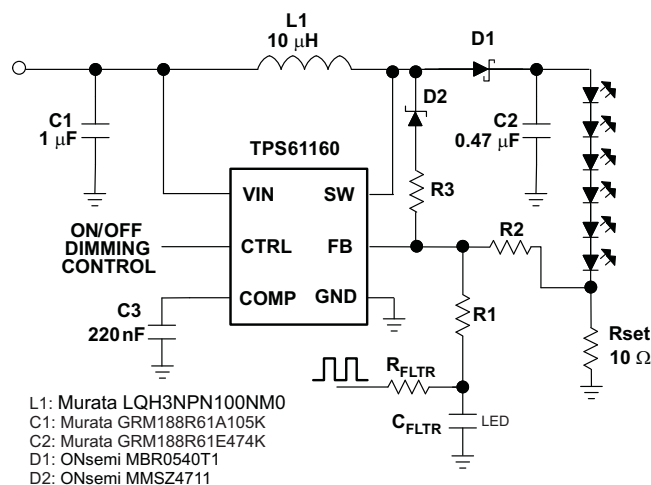 L1
10 μH
D1
D2
C1
1 μF
C2
0.47 μF
TPS61160
VIN
SW
R3
ON/OFF
DIMMING
CONTROL
CTRL
FB
R2
C3
220 nF
COMP
GND
R1
Rset
10 Ω
RFLTR
CFLTR
LED
L1: Murata LQH3NPN100NM0
C1: Murata GRM188R61A105K
C2: Murata GRM188R61E474K
D1: ONsemi MBR0540T1
D2: ONsemi MMSZ4711